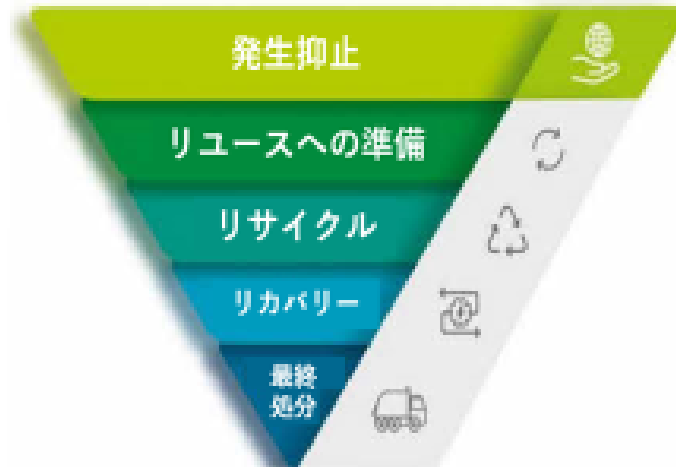 発生抑止
リユースへの準備
リサイクル
リカバリー
最終
処分